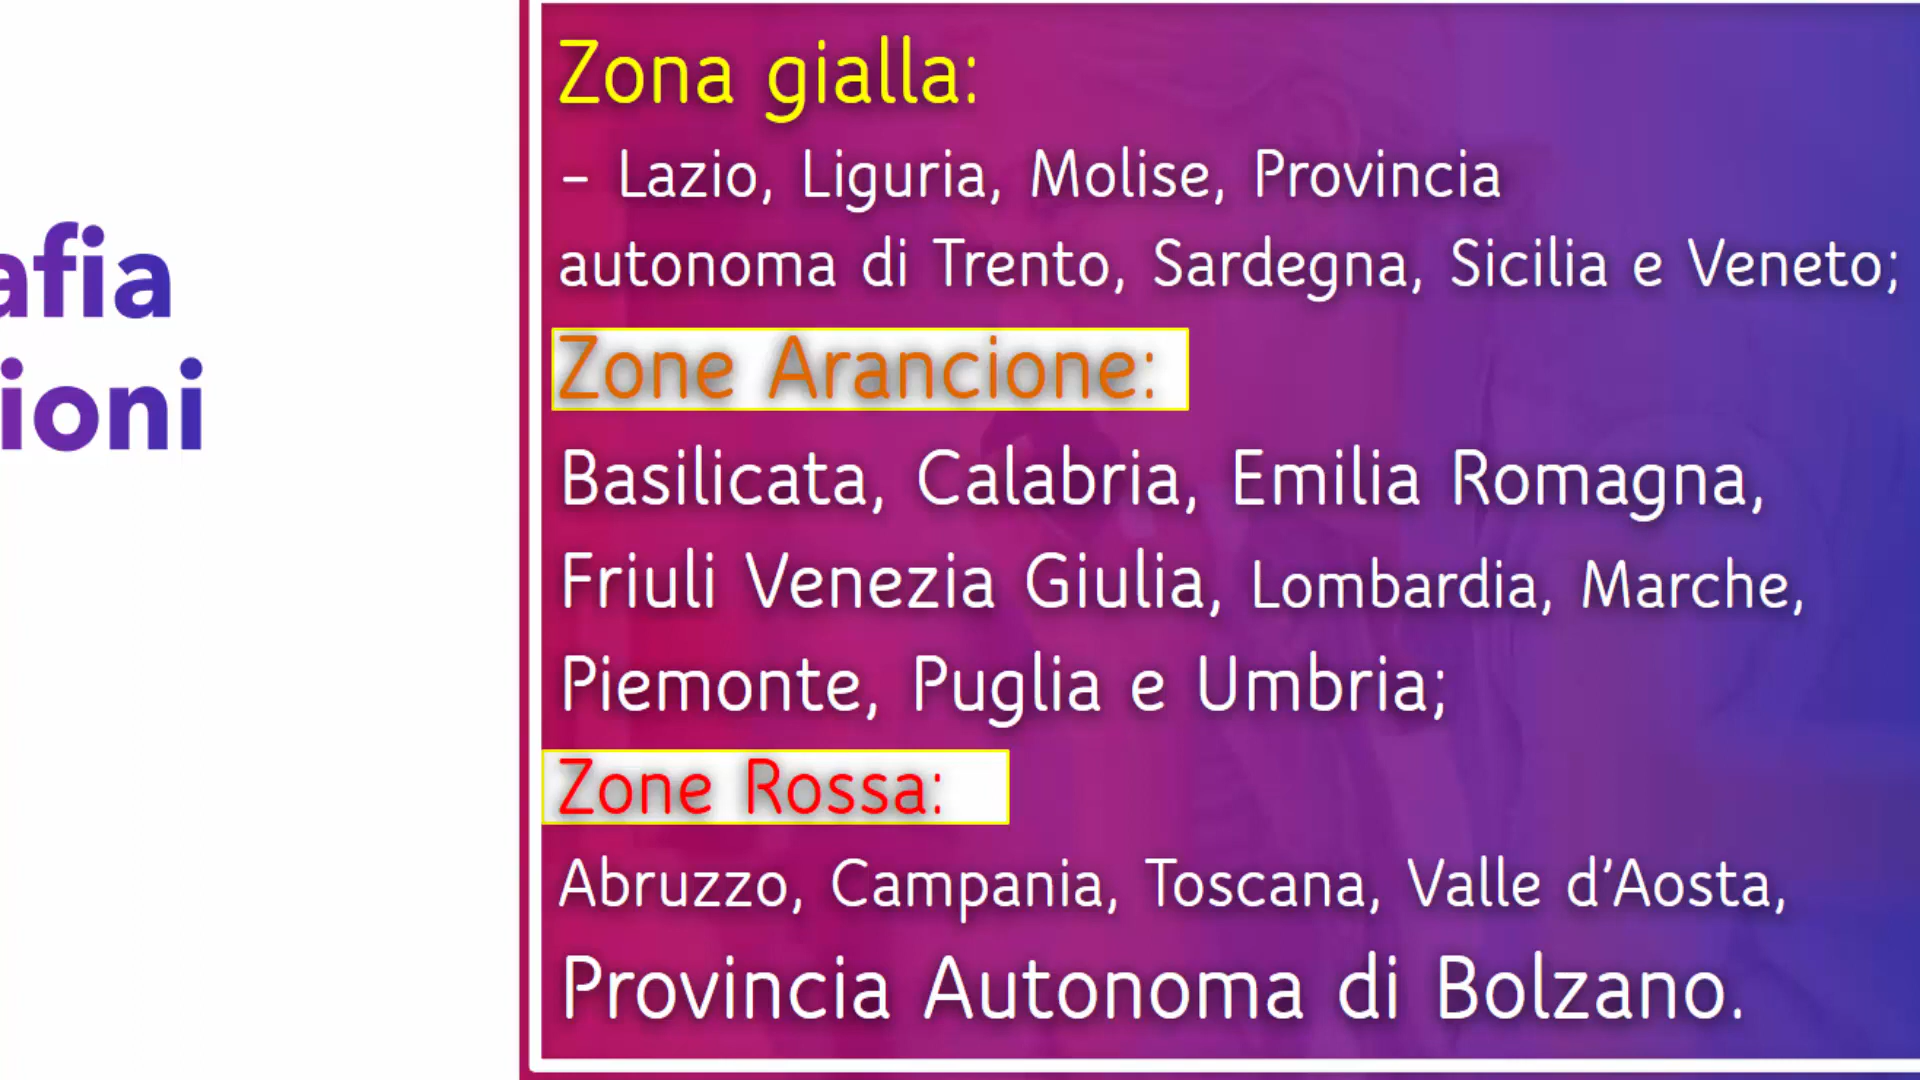 afia
ioni
Zona gialla:
– Lazio, Liguria, Molise, Provincia
autonoma di Trento, Sardegna, Sicilia e Veneto;
Zone Arancione:
Basilicata, Calabria, Emilia Romagna,
Friuli Venezia Giulia, Lombardia, Marche,
Piemonte, Puglia e Umbria;
Zone Rossa:
Abruzzo, Campania, Toscana, Valle d'Aosta,
Provincia Autonoma di Bolzano.